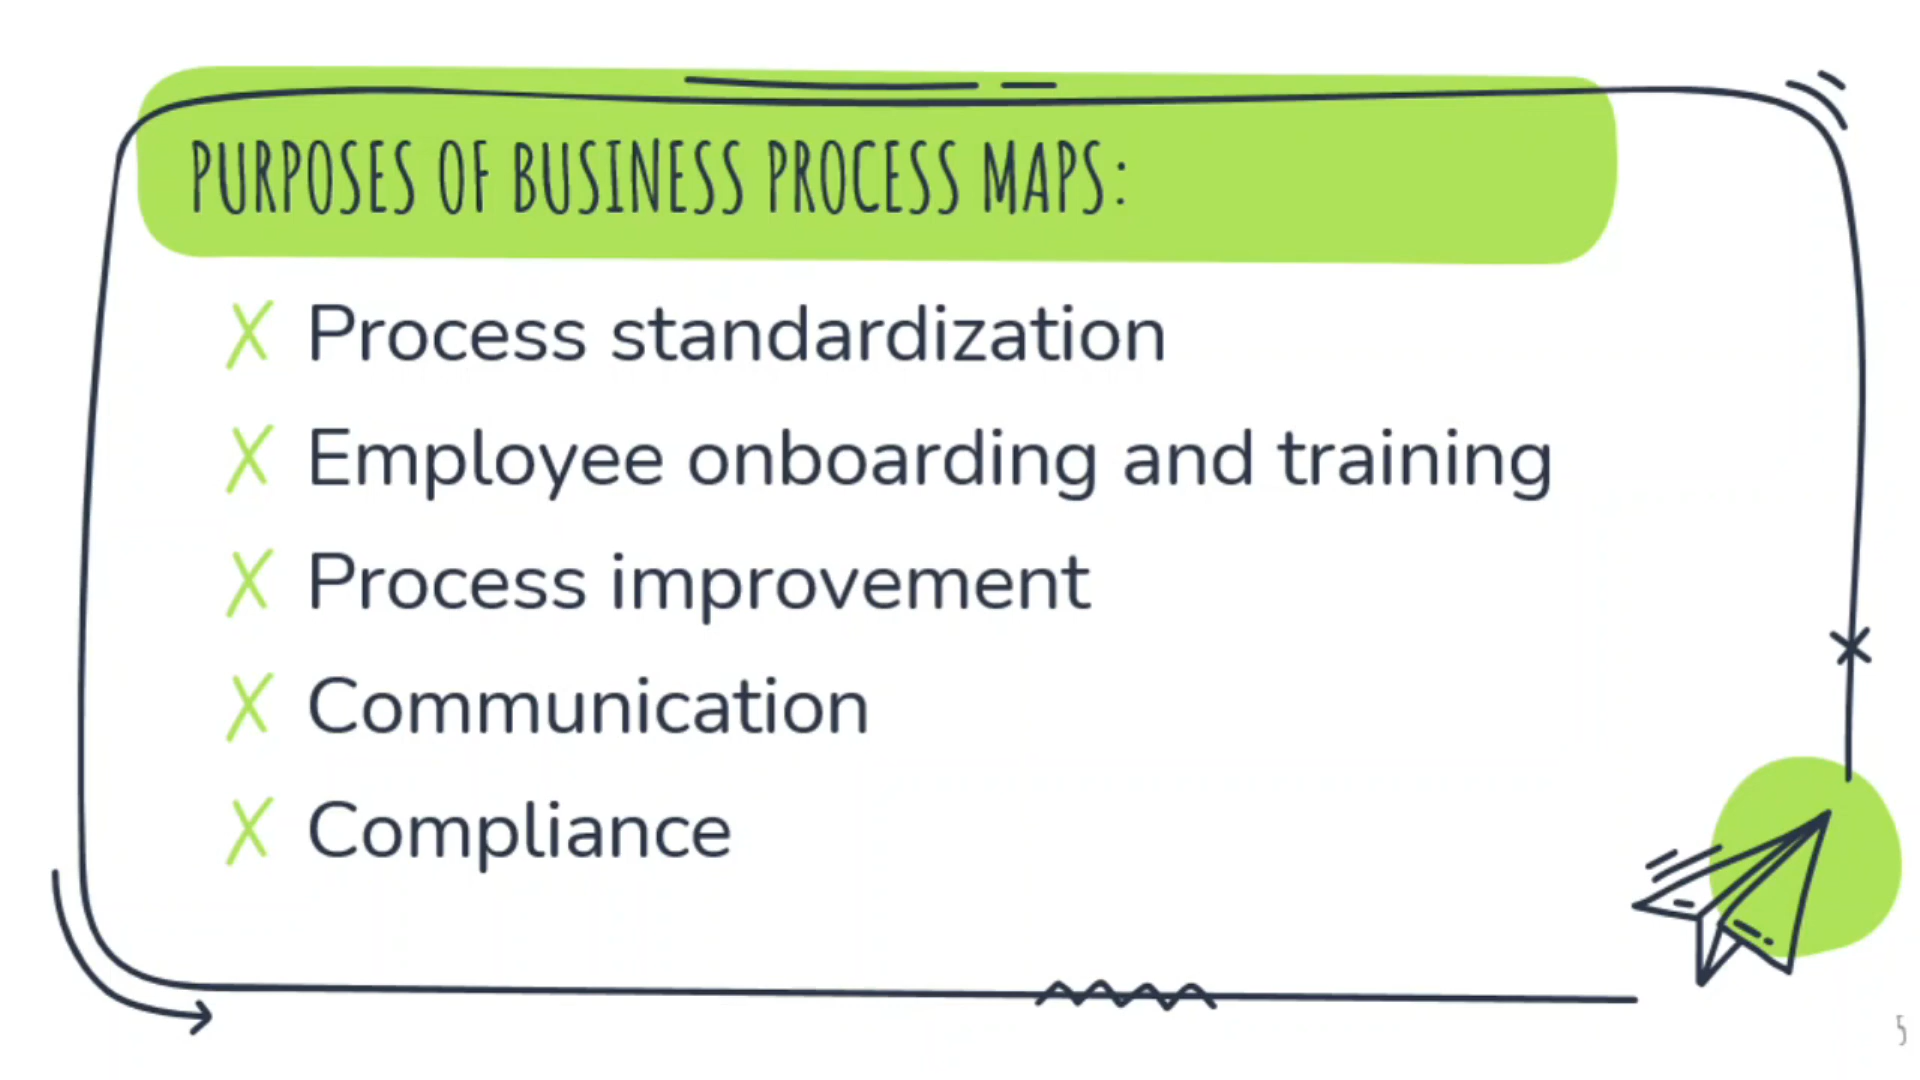 PURPOSES OF BUSINESS PROCESS MAPS:
Process standardization
Employee onboarding and training
Process improvement
Communication
Compliance
5